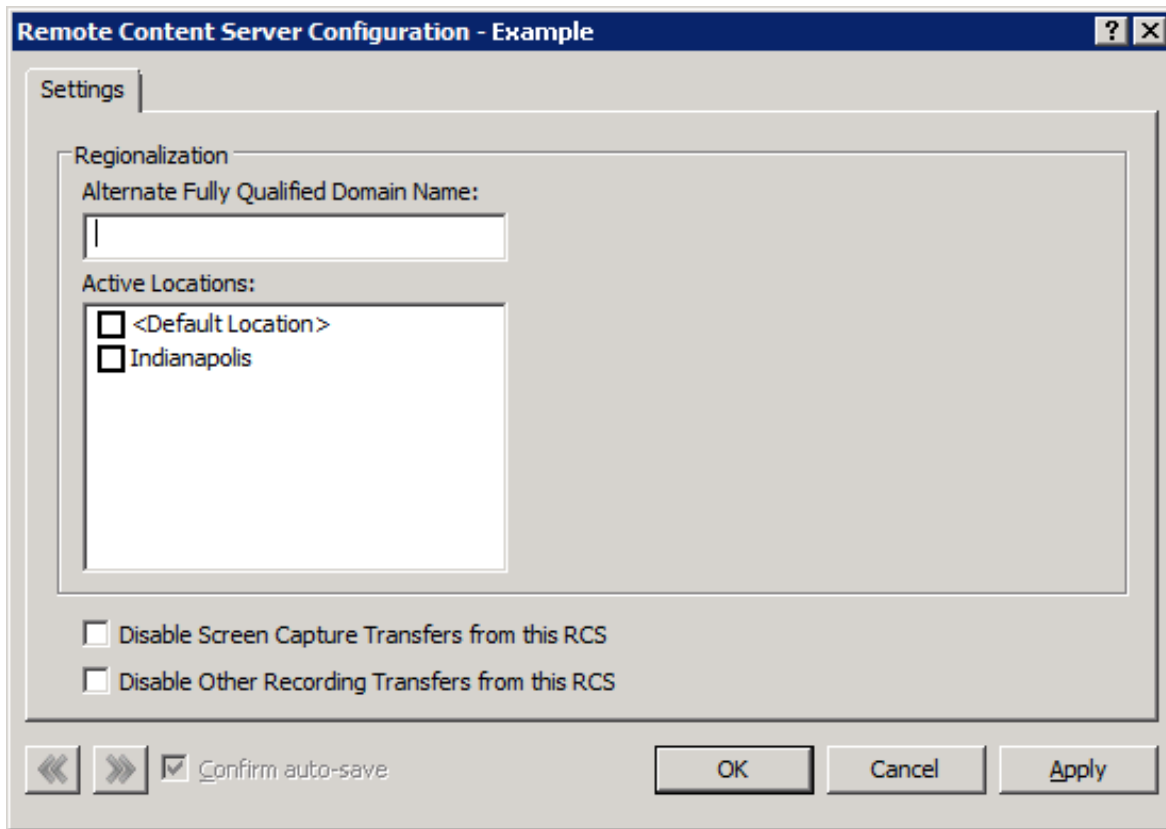 Remote Content Server Configuration - Example
Settings
Regionalization
Alternate Fully Qualified Domain Name:
Active Locations:
<Default Location>
Indianapolis
Disable Screen Capture Transfers from this RCS
Disable Other Recording Transfers from this RCS
Confirm auto-save OK Cancel Apply